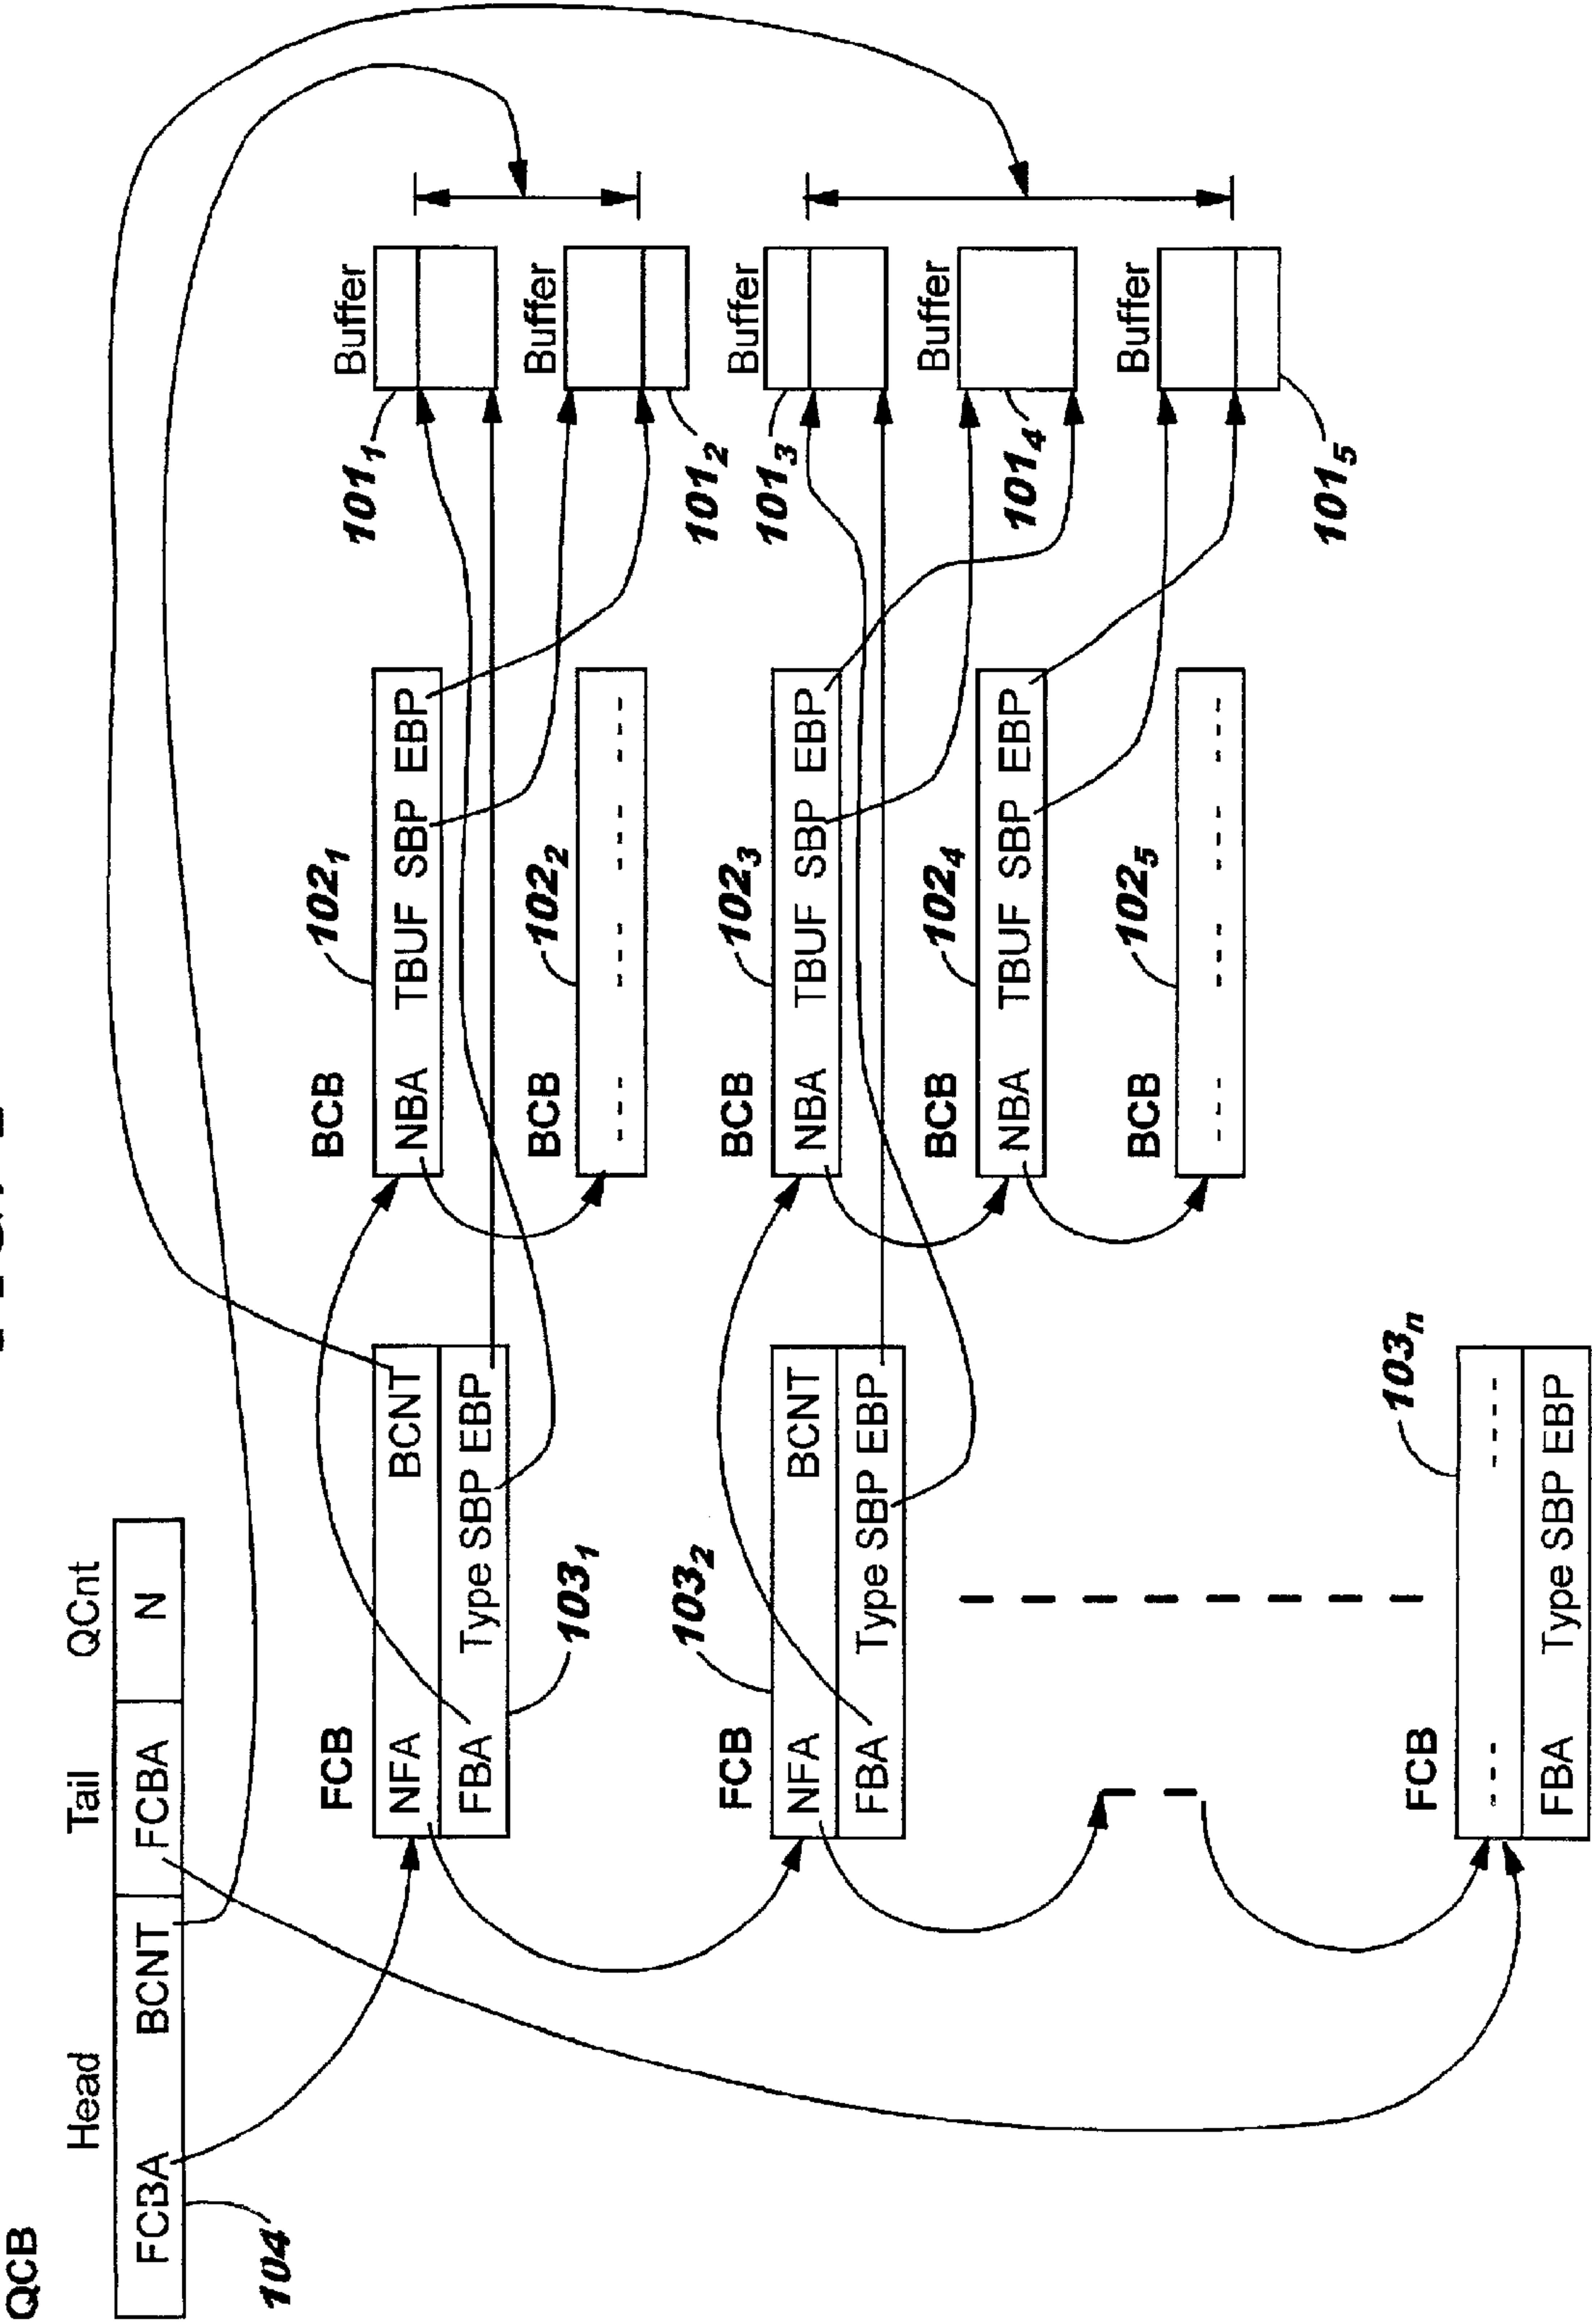 QCB
Head Tail QCnt
FCBA BCNT FCBA N
104
FCB
NFA BCNT
FBA Type SBP EBP
103₁
BCB
102₁
NBA TBUF SBP EBP
Buffer
101₁
BCB
102₂
--- --- --- ---
Buffer
101₂
FCB
103₂
NFA BCNT
FBA Type SBP EBP
BCB
102₃
NBA TBUF SBP EBP
Buffer
101₃
BCB
102₄
NBA TBUF SBP EBP
Buffer
101₄
BCB
102₅
--- --- --- ---
Buffer
101₅
FCB
103ₙ
--- ----
FBA Type SBP EBP